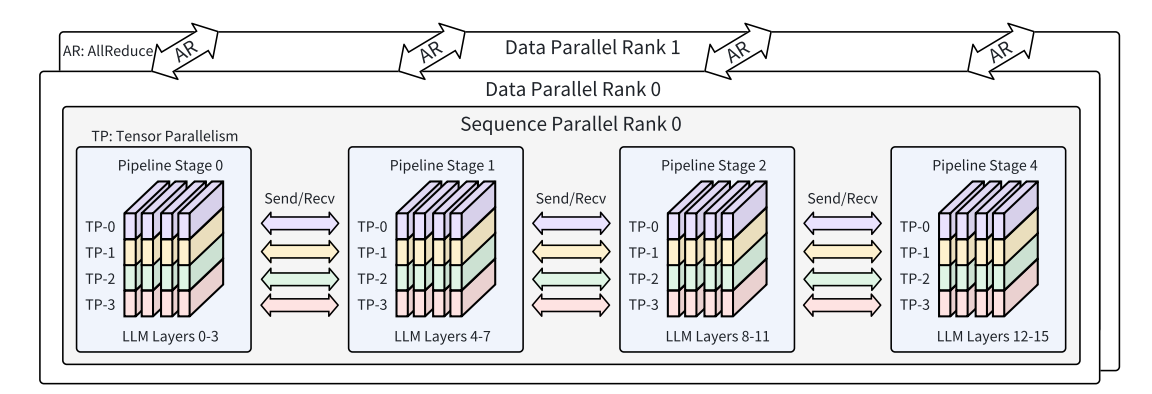 AR: AllReduce
AR
AR
Data Parallel Rank 1
AR
AR
Data Parallel Rank 0
Sequence Parallel Rank 0
TP: Tensor Parallelism
Pipeline Stage 0
TP-0
TP-1
TP-2
TP-3
LLM Layers 0-3
Send/Recv
Pipeline Stage 1
TP-0
TP-1
TP-2
TP-3
LLM Layers 4-7
Send/Recv
Pipeline Stage 2
TP-0
TP-1
TP-2
TP-3
LLM Layers 8-11
Send/Recv
Pipeline Stage 4
TP-0
TP-1
TP-2
TP-3
LLM Layers 12-15